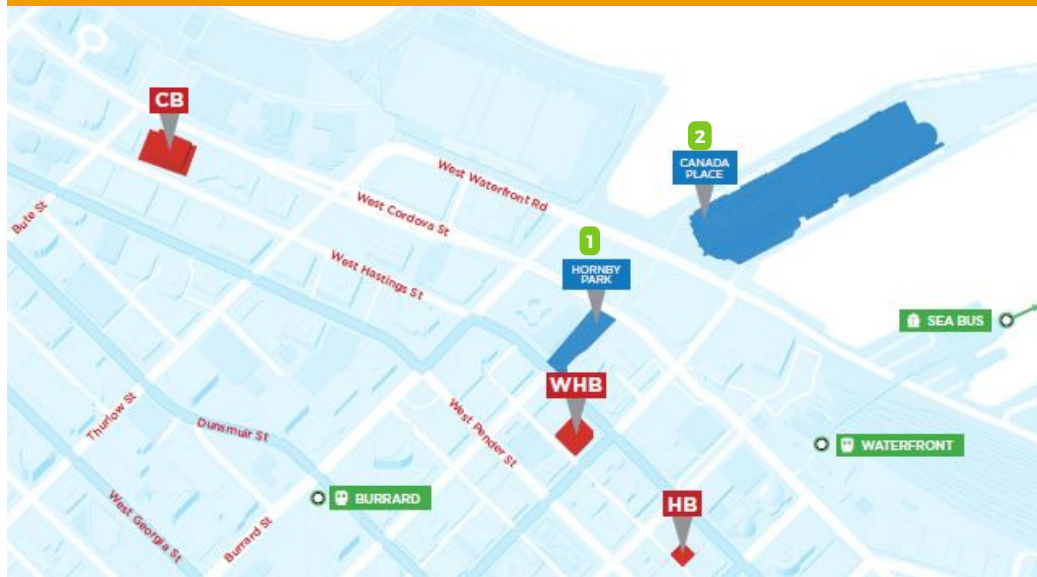 CB
2
CANADA
PLACE
West Waterfront Rd
West Cordova St
Bute St
1
HORNBY
PARK
West Hastings St
SEA BUS
WHB
Thurlow St
Dunsmuir St
West Pender St
WATERFRONT
BURRARD
HB
West Georgia St
Burrard St